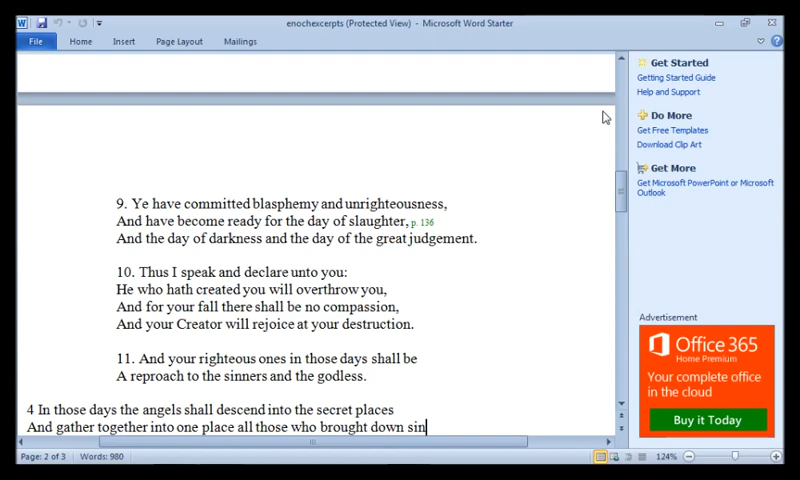 enochexcerpts (Protected View) - Microsoft Word Starter
File Home Insert Page Layout Mailings
9. Ye have committed blasphemy and unrighteousness,
And have become ready for the day of slaughter, p. 136
And the day of darkness and the day of the great judgement.
10. Thus I speak and declare unto you:
He who hath created you will overthrow you,
And for your fall there shall be no compassion,
And your Creator will rejoice at your destruction.
11. And your righteous ones in those days shall be
A reproach to the sinners and the godless.
4 In those days the angels shall descend into the secret places
And gather together into one place all those who brought down sin
Get Started
Getting Started Guide
Help and Support
Do More
Get Free Templates
Download Clip Art
Get More
Get Microsoft PowerPoint or Microsoft
Outlook
Advertisement
Office 365
Home Premium
Your complete office
in the cloud
Buy it Today
Page: 2 of 3 Words: 980 124%